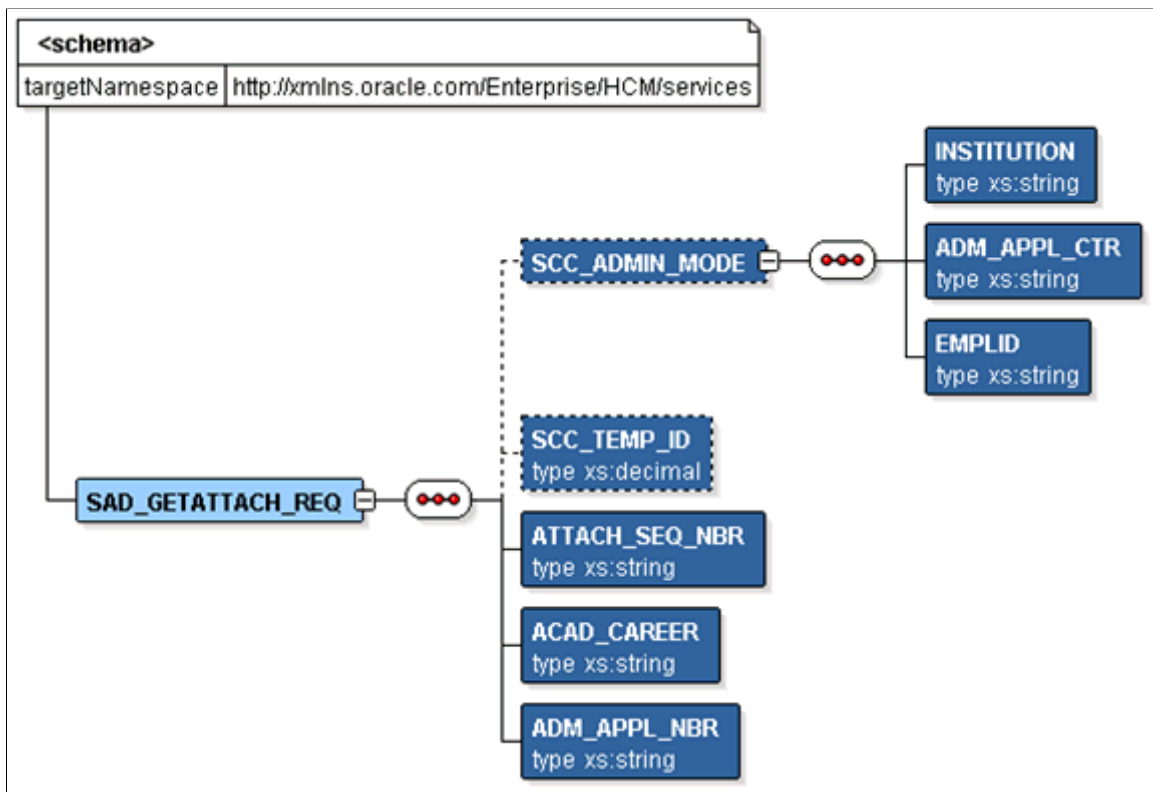 <schema>
targetNamespace http://xmlns.oracle.com/Enterprise/HCM/services
INSTITUTION
type xs:string
SCC_ADMIN_MODE
ADM_APPL_CTR
type xs:string
EMPLID
type xs:string
SCC_TEMP_ID
type xs:decimal
SAD_GETATTACH_REQ
ATTACH_SEQ_NBR
type xs:string
ACAD_CAREER
type xs:string
ADM_APPL_NBR
type xs:string